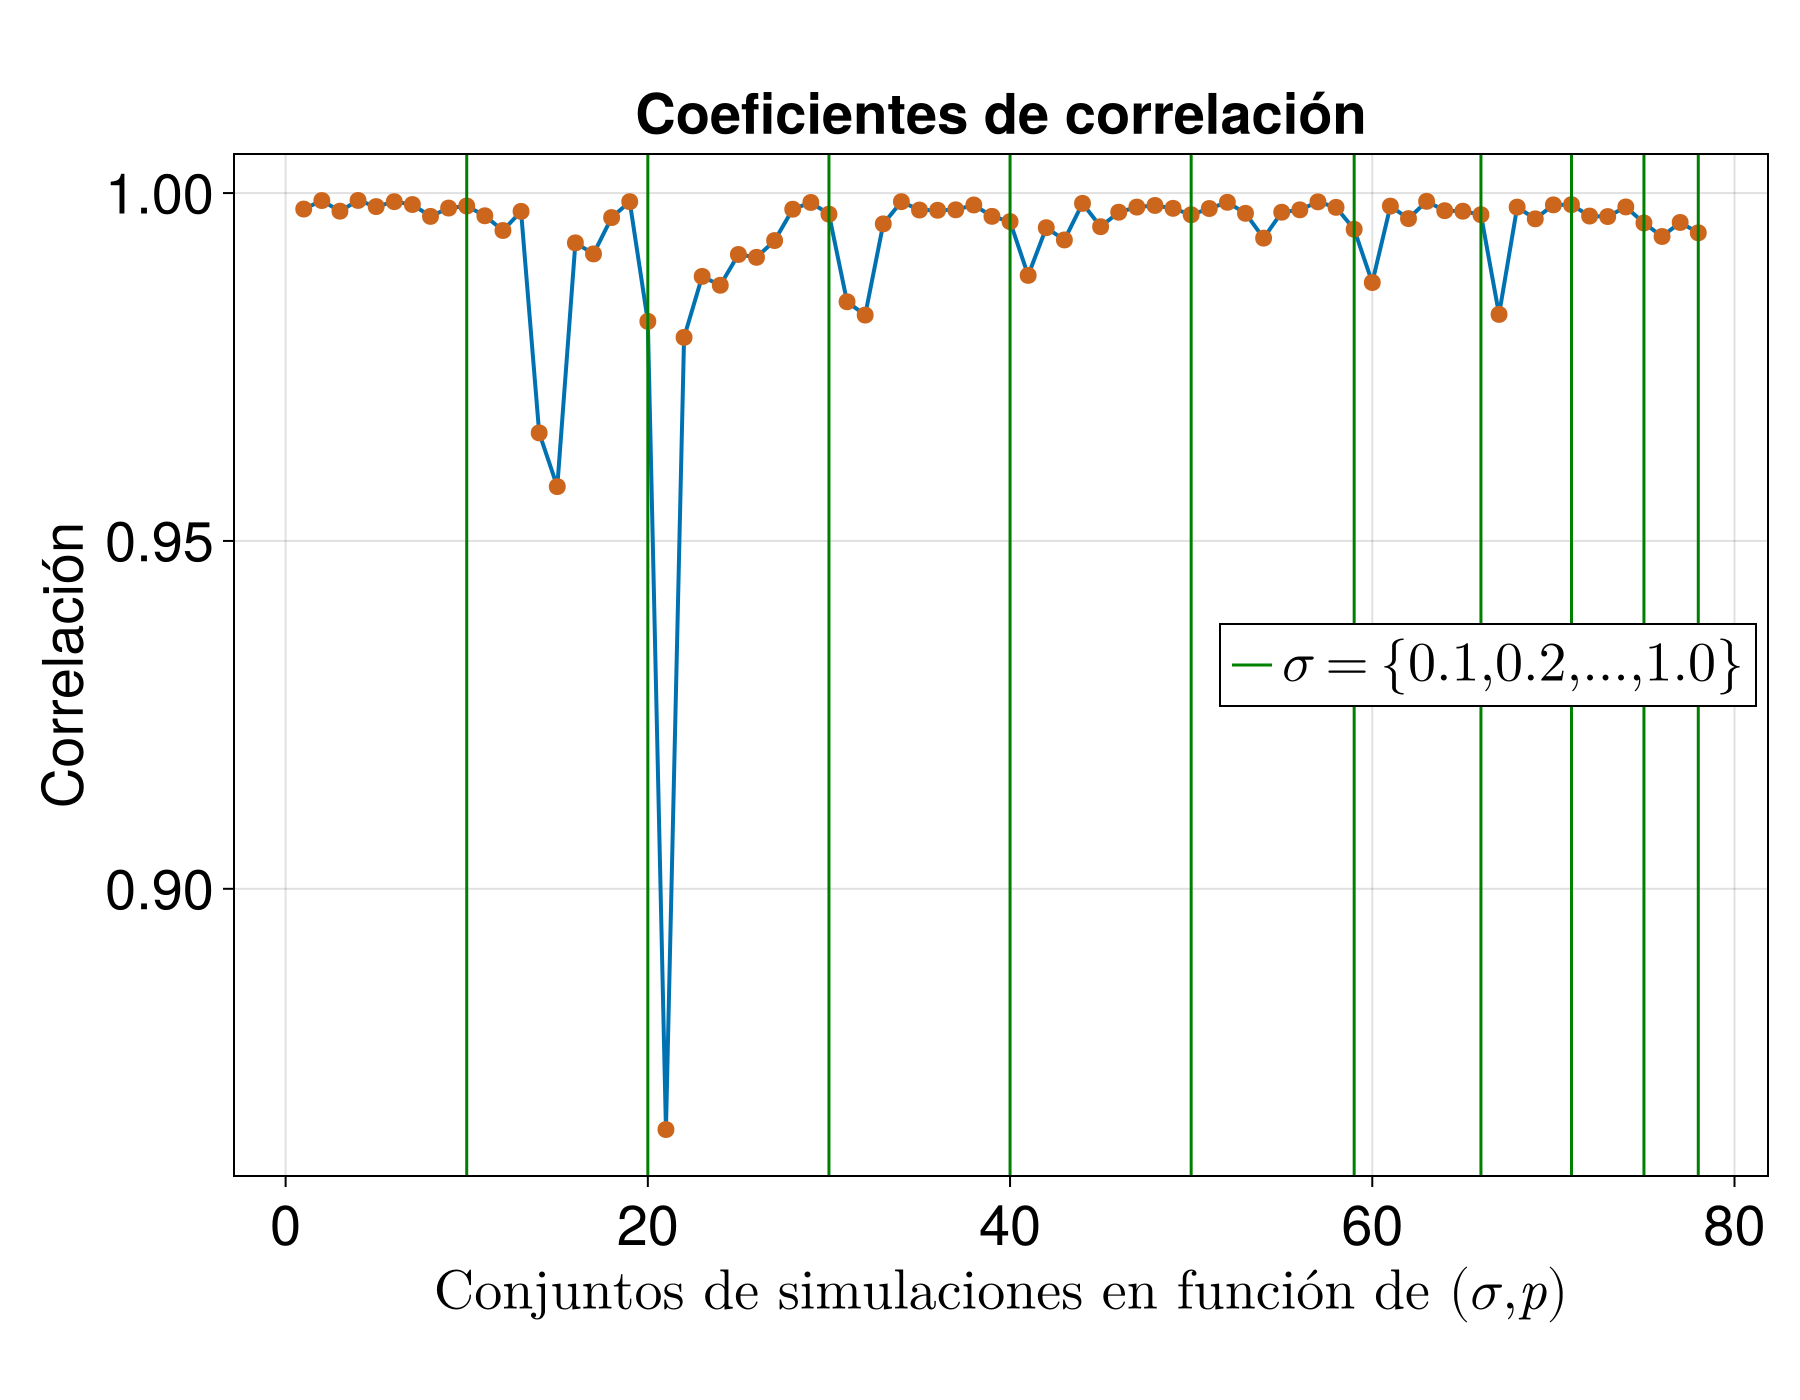 Coeficientes de correlación
1.00
0.95
0.90
Correlación
σ = {0.1,0.2,...,1.0}
0 20 40 60 80
Conjuntos de simulaciones en función de (σ,p)